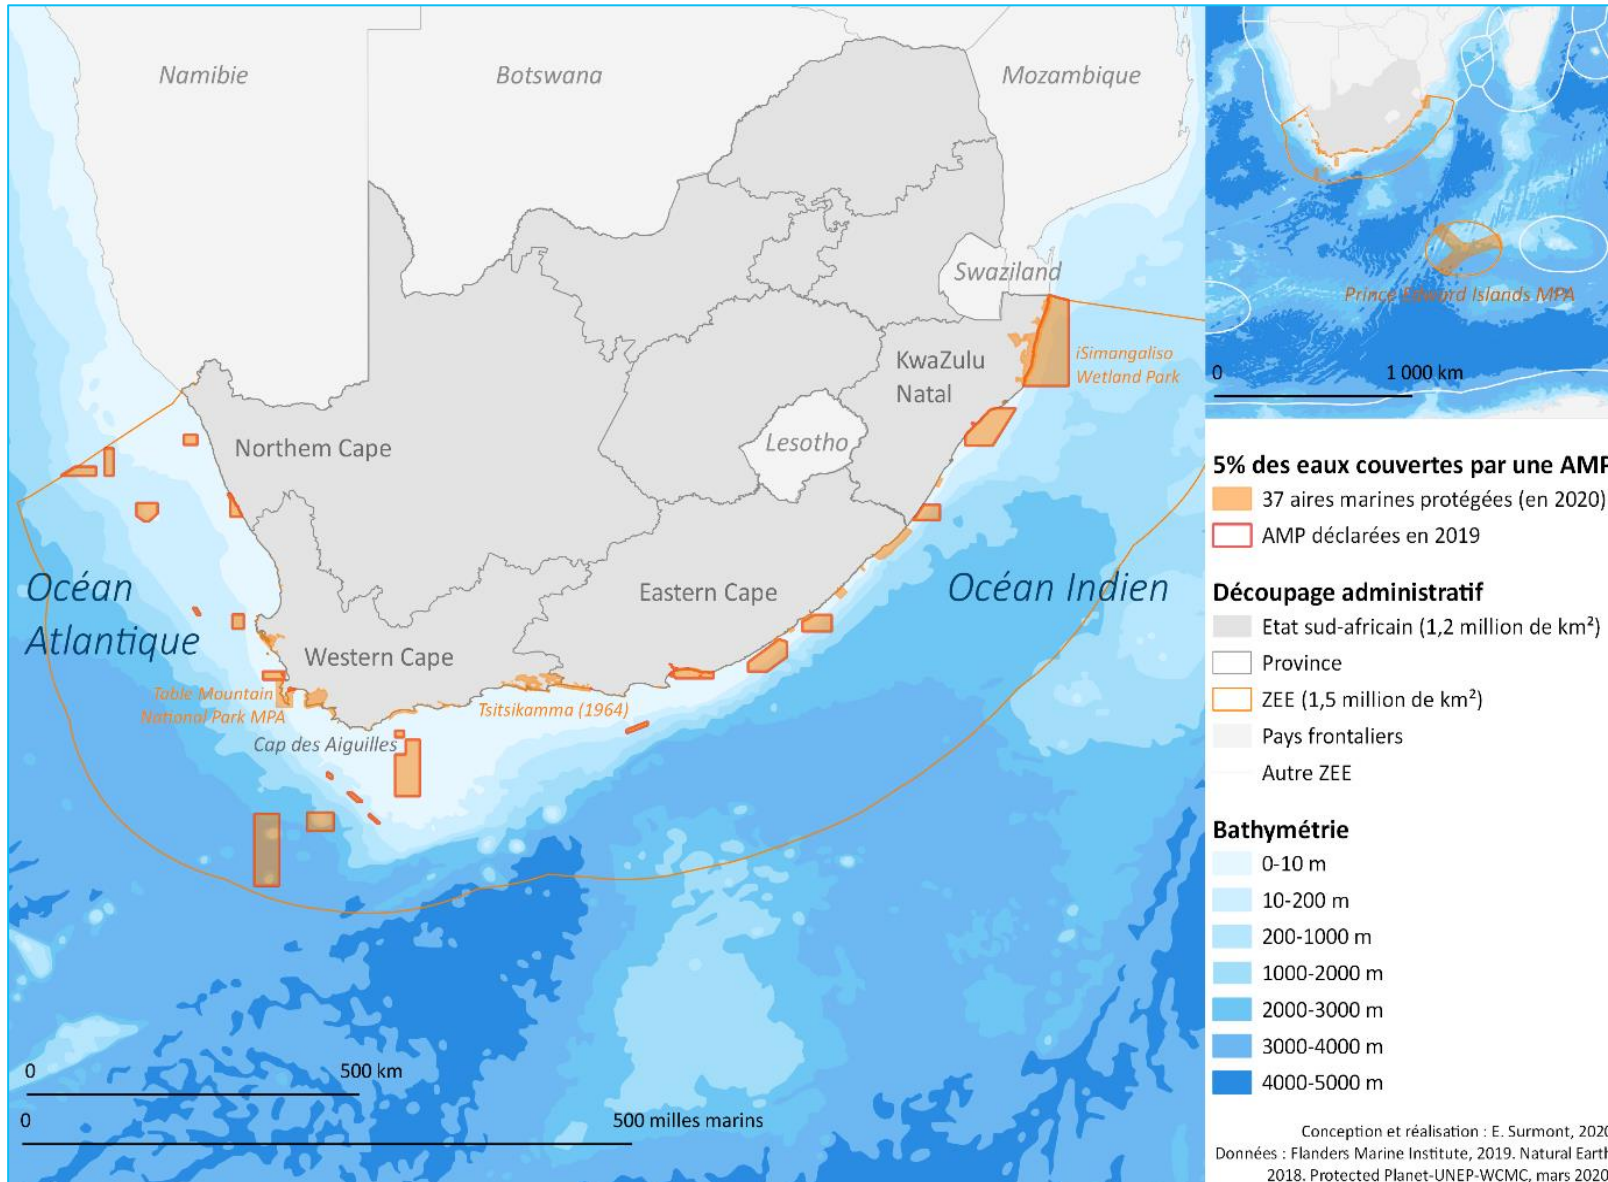 Namibie
Botswana
Mozambique
Swaziland
KwaZulu
Natal
iSimangaliso
Wetland Park
Lesotho
Northem Cape
Eastern Cape
Western Cape
Océan
Atlantique
Océan Indien
Table Mountain
National Park MPA
Tsitsikamma (1964)
Cap des Aiguilles
0 500 km
0 500 milles marins
Prince Edward Islands MPA
0 1 000 km
5% des eaux couvertes par une AMP
37 aires marines protégées (en 2020)
AMP déclarées en 2019
Découpage administratif
Etat sud-africain (1,2 million de km²)
Province
ZEE (1,5 million de km²)
Pays frontaliers
Autre ZEE
Bathymétrie
0-10 m
10-200 m
200-1000 m
1000-2000 m
2000-3000 m
3000-4000 m
4000-5000 m
Conception et réalisation : E. Surmont, 2020
Données : Flanders Marine Institute, 2019. Natural Earth
2018. Protected Planet-UNEP-WCMC, mars 2020